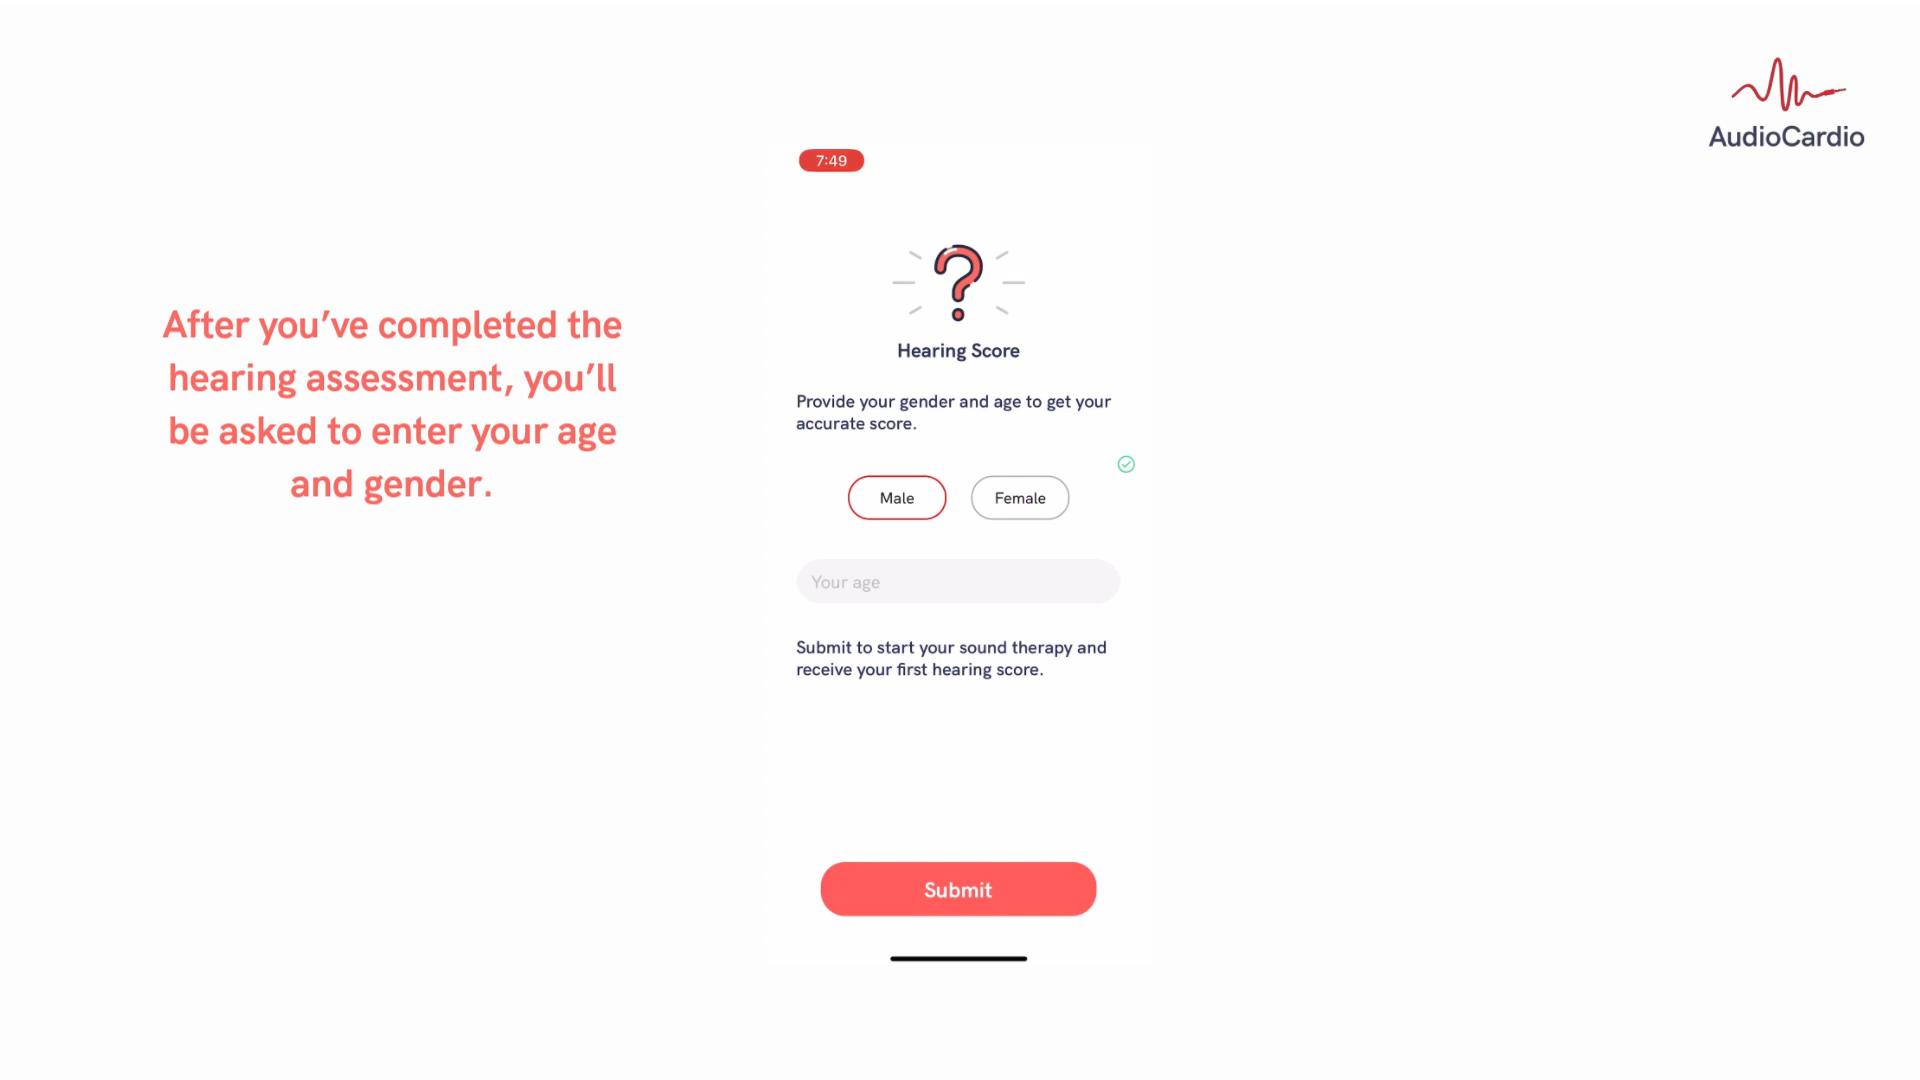 AudioCardio
7:49
After you’ve completed the
hearing assessment, you’ll
be asked to enter your age
and gender.
?
Hearing Score
Provide your gender and age to get your
accurate score.
Male
Female
Your age
Submit to start your sound therapy and
receive your first hearing score.
Submit